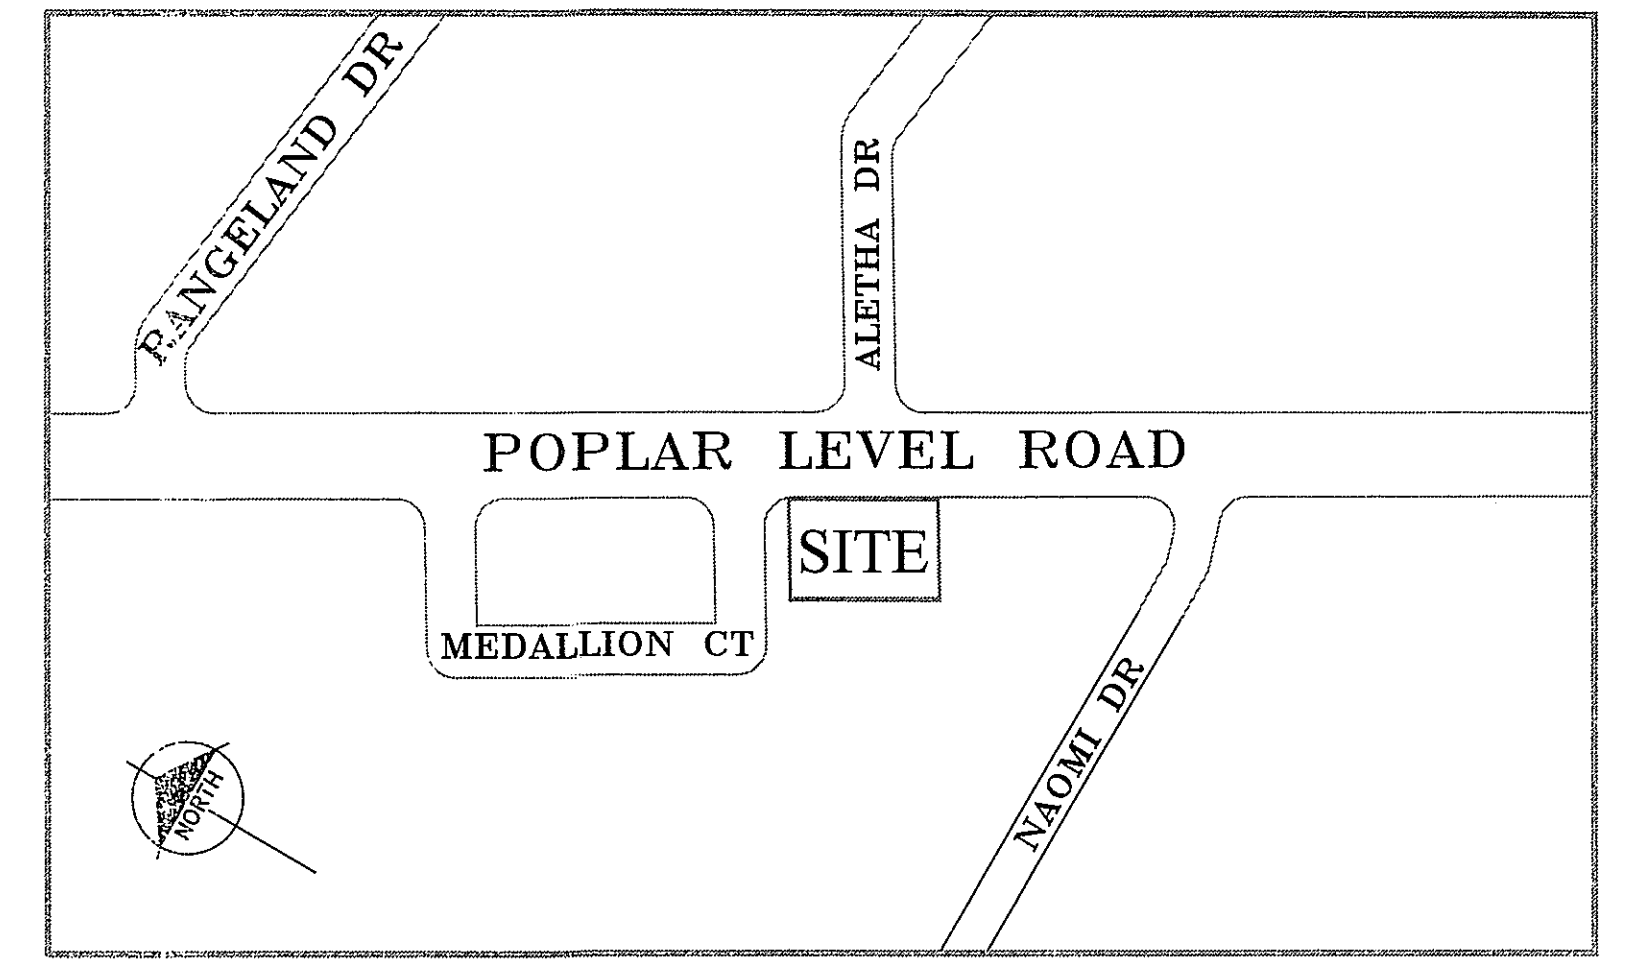 RANGELAND DR
ALETHA DR
POPLAR LEVEL ROAD
SITE
MEDALLION CT
NAOMI DR
NORTH